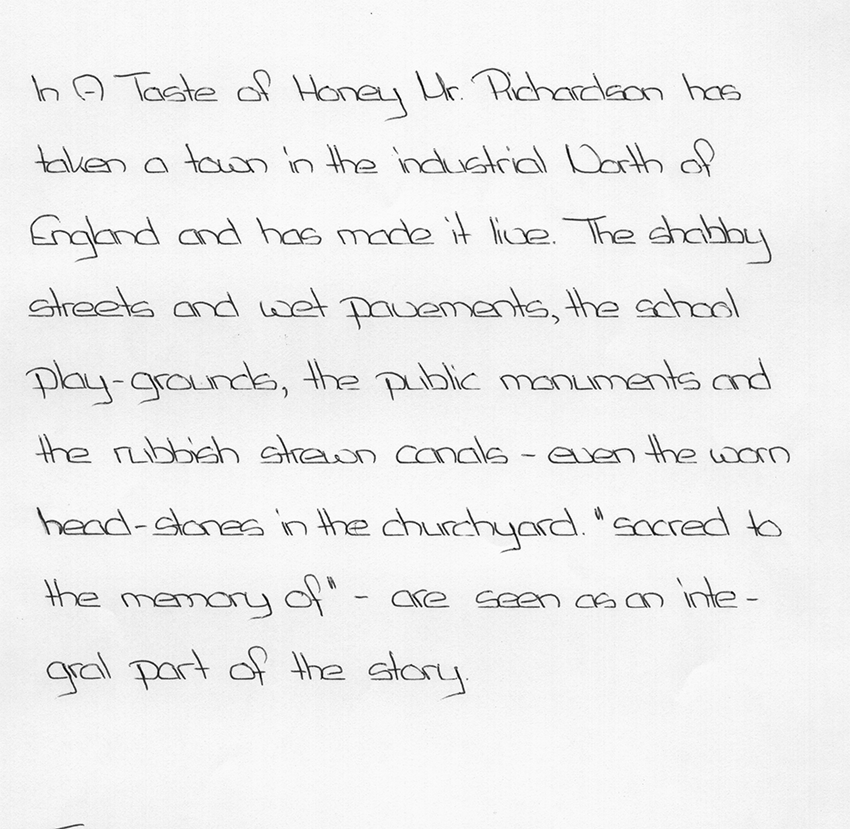 In A Taste of Honey Mr. Richardson has
taken a town in the industrial North of
England and has made it live. The shabby
streets and wet pavements, the school
play-grounds, the public monuments and
the rubbish strewn canals - even the worn
head-stones in the churchyard. "sacred to
the memory of" - are seen as an inte-
gral part of the story.